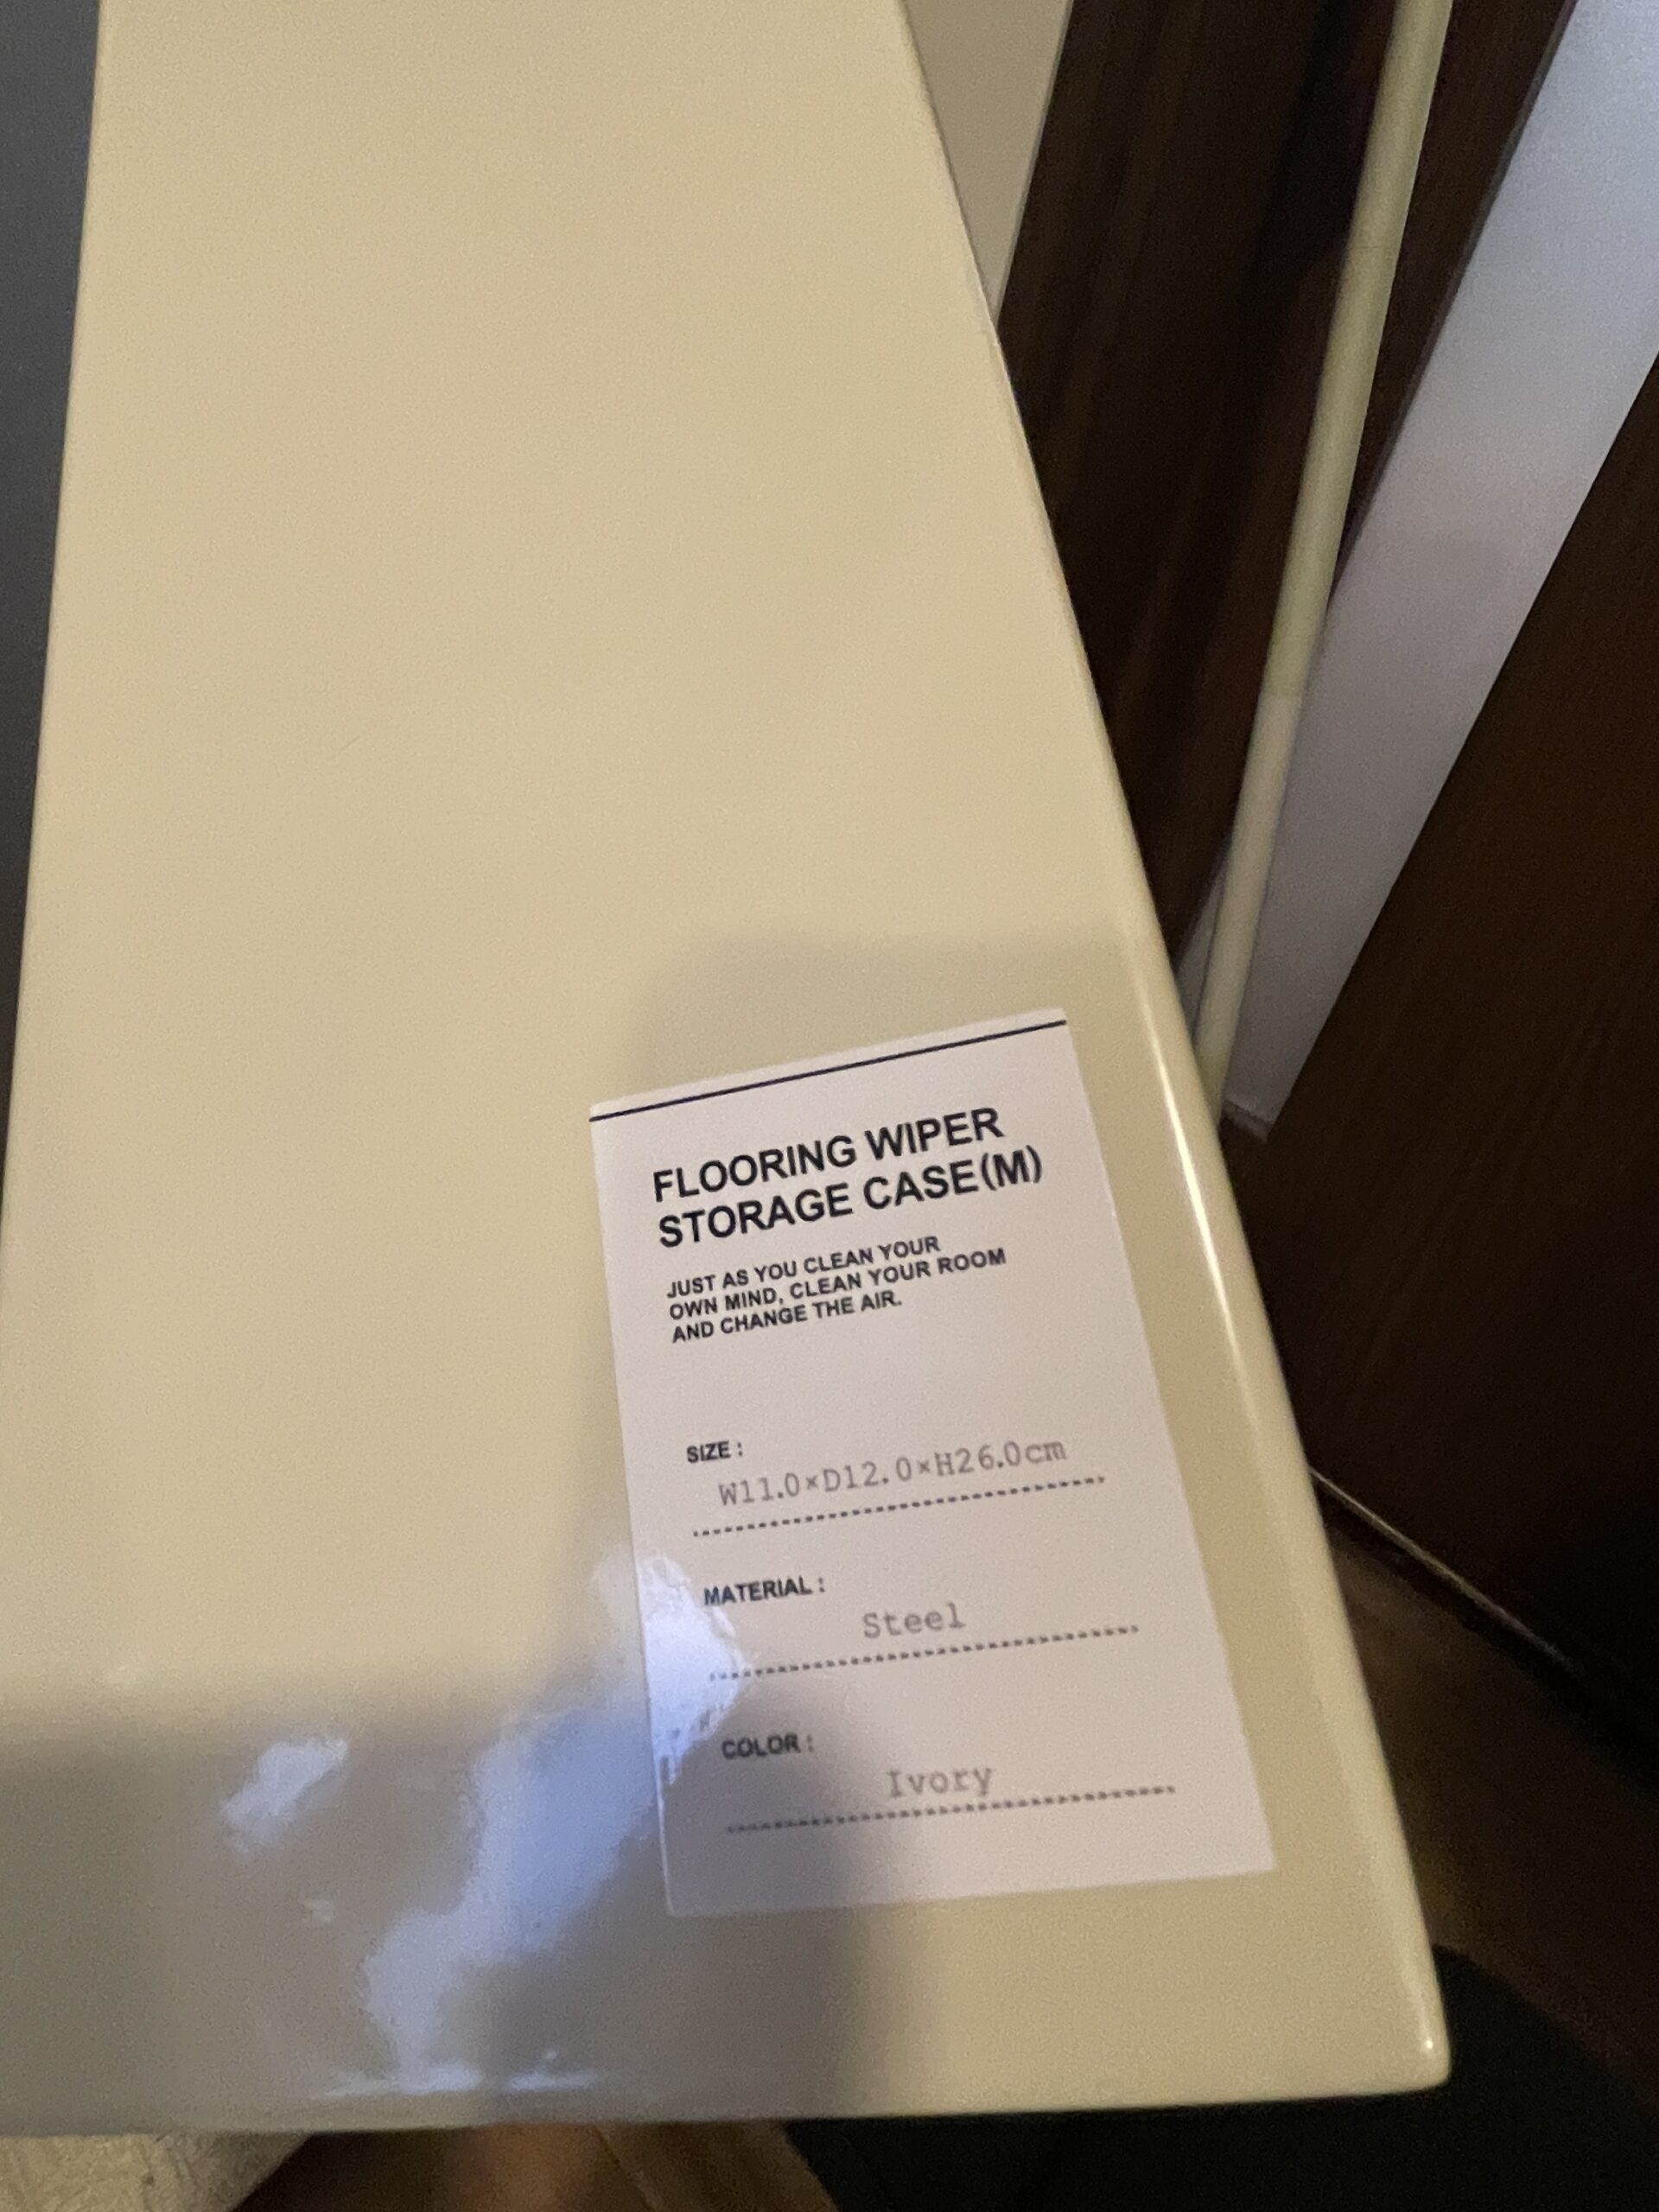 FLOORING WIPER
STORAGE CASE(M)
JUST AS YOU CLEAN YOUR
OWN MIND, CLEAN YOUR ROOM
AND CHANGE THE AIR.
SIZE :
W11.0×D12.0×H26.0cm
MATERIAL :
Steel
COLOR :
Ivory